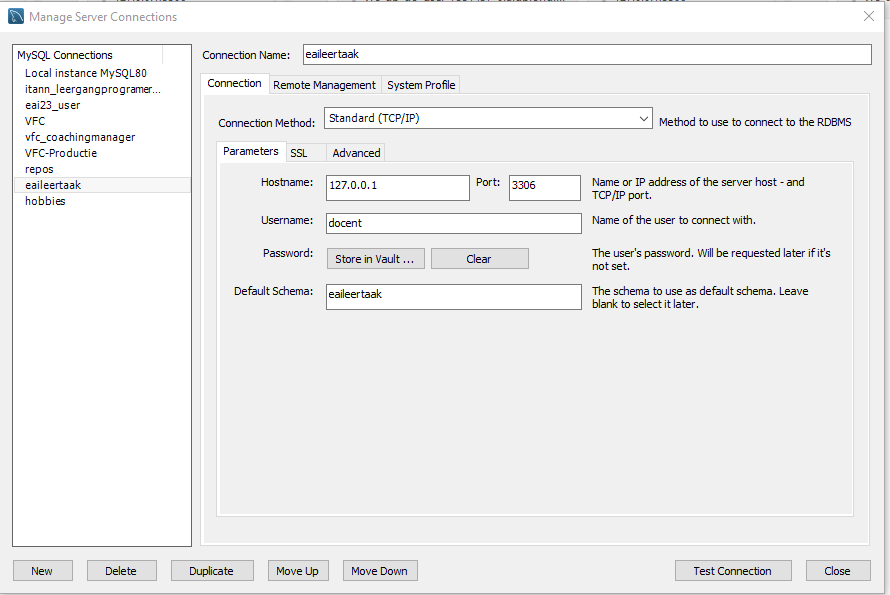 Manage Server Connections
MySQL Connections
Local instance MySQL80
itann_leergangprogramer...
eai23_user
VFC
vfc_coachingmanager
VFC-Productie
repos
eaileertaak
hobbies
Connection Name: eaileertaak
Connection Remote Management System Profile
Connection Method: Standard (TCP/IP) Method to use to connect to the RDBMS
Parameters SSL Advanced
Hostname: 127.0.0.1 Port: 3306 Name or IP address of the server host - and
TCP/IP port.
Username: docent Name of the user to connect with.
Password: Store in Vault ... Clear The user's password. Will be requested later if it's
not set.
Default Schema: eaileertaak The schema to use as default schema. Leave
blank to select it later.
New Delete Duplicate Move Up Move Down Test Connection Close